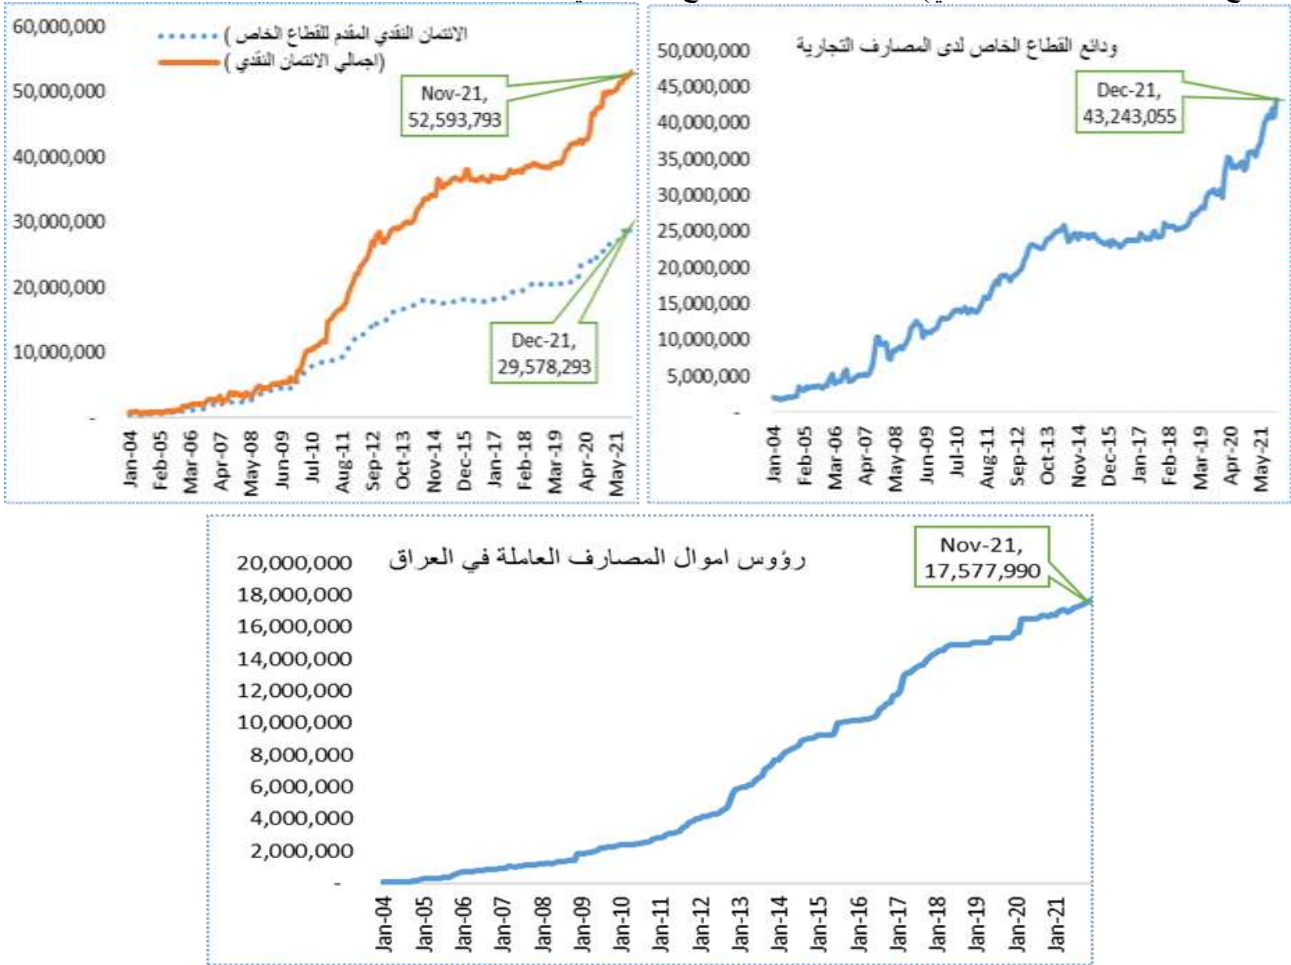 60,000,000
50,000,000
40,000,000
30,000,000
20,000,000
10,000,000
-
الائتمان النقدي المقدم للقطاع الخاص )
(اجمالي الائتمان النقدي )
Nov-21,
52,593,793
Dec-21,
29,578,293
Jan-04
Feb-05
Mar-06
Apr-07
May-08
Jun-09
Jul-10
Aug-11
Sep-12
Oct-13
Nov-14
Dec-15
Jan-17
Feb-18
Mar-19
Apr-20
May-21
ودائع القطاع الخاص لدى المصارف التجارية
50,000,000
45,000,000
40,000,000
35,000,000
30,000,000
25,000,000
20,000,000
15,000,000
10,000,000
5,000,000
-
Dec-21,
43,243,055
Jan-04
Feb-05
Mar-06
Apr-07
May-08
Jun-09
Jul-10
Aug-11
Sep-12
Oct-13
Nov-14
Dec-15
Jan-17
Feb-18
Mar-19
Apr-20
May-21
رؤوس اموال المصارف العاملة في العراق
20,000,000
18,000,000
16,000,000
14,000,000
12,000,000
10,000,000
8,000,000
6,000,000
4,000,000
2,000,000
-
Nov-21,
17,577,990
Jan-04
Jan-05
Jan-06
Jan-07
Jan-08
Jan-09
Jan-10
Jan-11
Jan-12
Jan-13
Jan-14
Jan-15
Jan-16
Jan-17
Jan-18
Jan-19
Jan-20
Jan-21